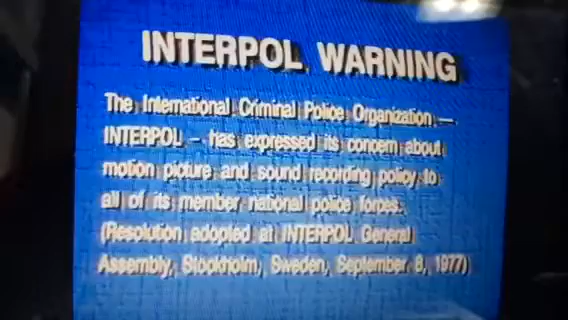 INTERPOL WARNING
The International Criminal Police Organization —
INTERPOL – has expressed its concern about
motion picture and sound recording policy to
all of its member national police forces.
(Resolution adopted at INTERPOL General
Assembly, Stockholm, Sweden, September 8, 1977)